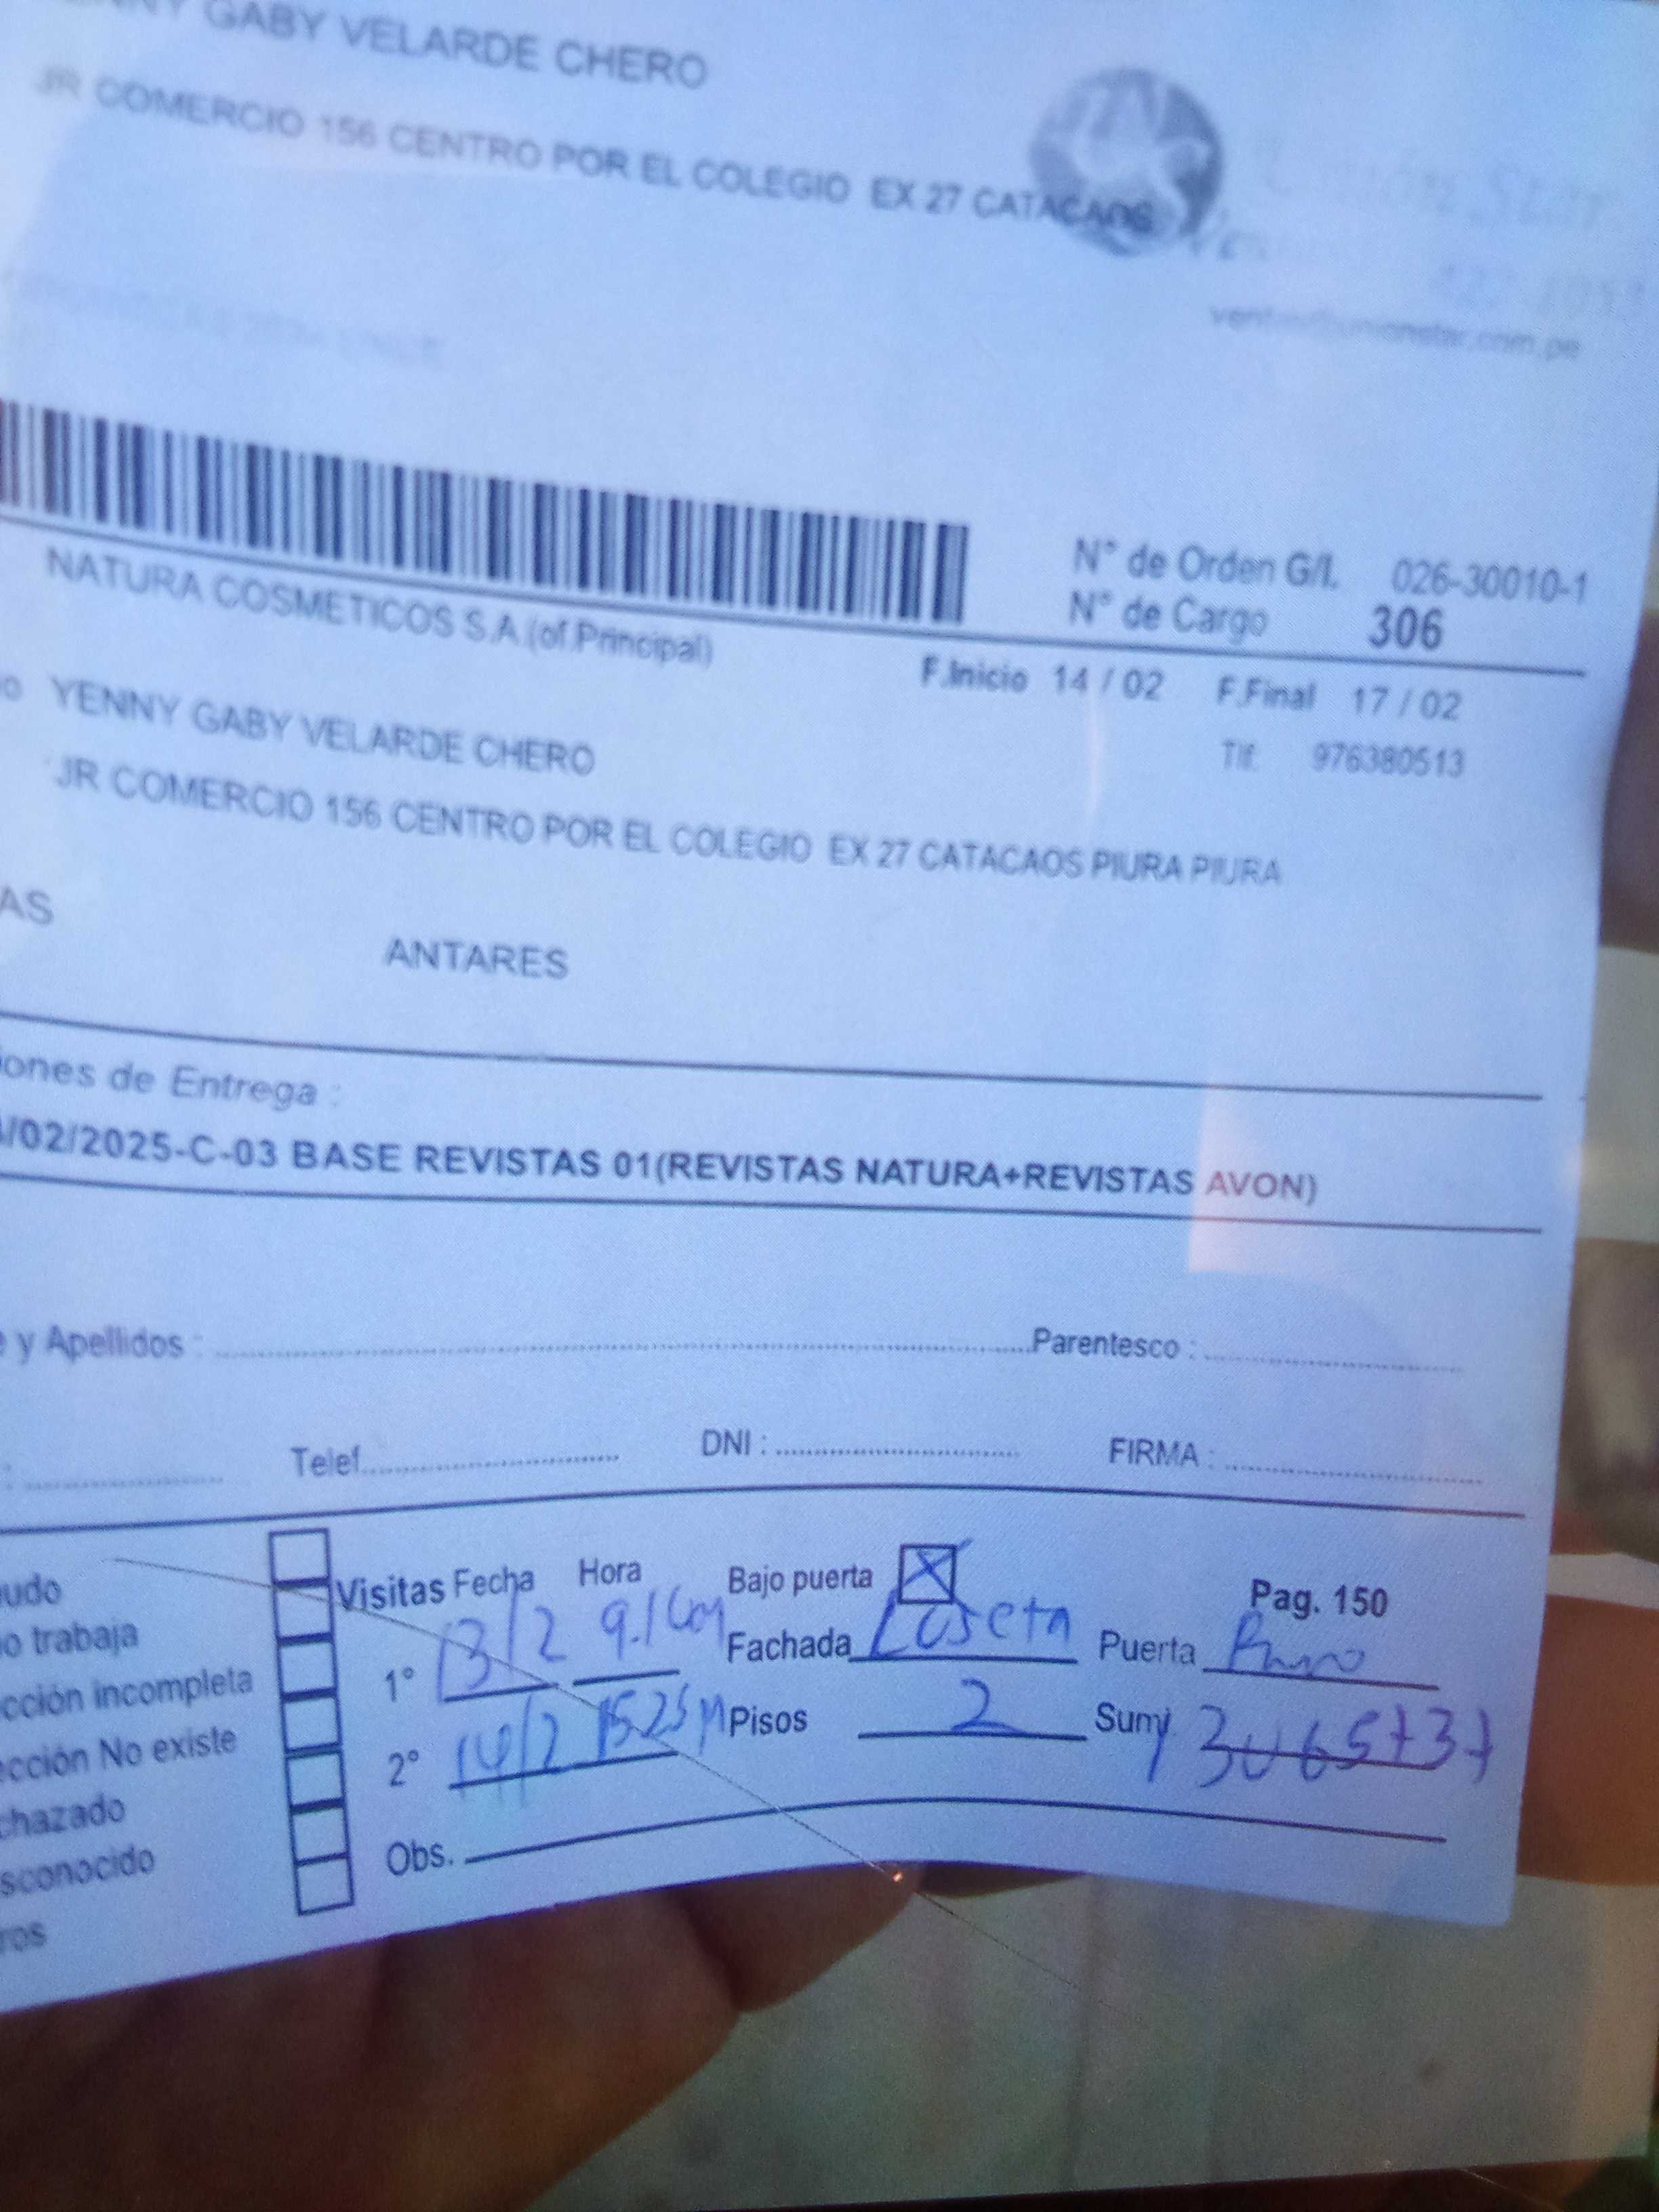 GABY VELARDE CHERO
JR COMERCIO 156 CENTRO POR EL COLEGIO EX 27 CATACAOS
Unión Star
ventas@unionstar.com.pe
N° de Orden G/I. 026-30010-1
N° de Cargo 306
NATURA COSMETICOS S.A.(of.Principal)
F.Inicio 14 / 02 F.Final 17 / 02
o YENNY GABY VELARDE CHERO
Tlf. 976380513
JR COMERCIO 156 CENTRO POR EL COLEGIO EX 27 CATACAOS PIURA PIURA
AS
ANTARES
iones de Entrega :
/02/2025-C-03 BASE REVISTAS 01(REVISTAS NATURA+REVISTAS AVON)
e y Apellidos : Parentesco :
: Telef. DNI : FIRMA :
udo
Visitas Fecha Hora Bajo puerta X Pag. 150
o trabaja
1° 13/2 Fachada Loseta Puerta
cción incompleta
2° 14/2 Pisos 2 Sum
cción No existe
chazado
Obs.
sconocido
ros